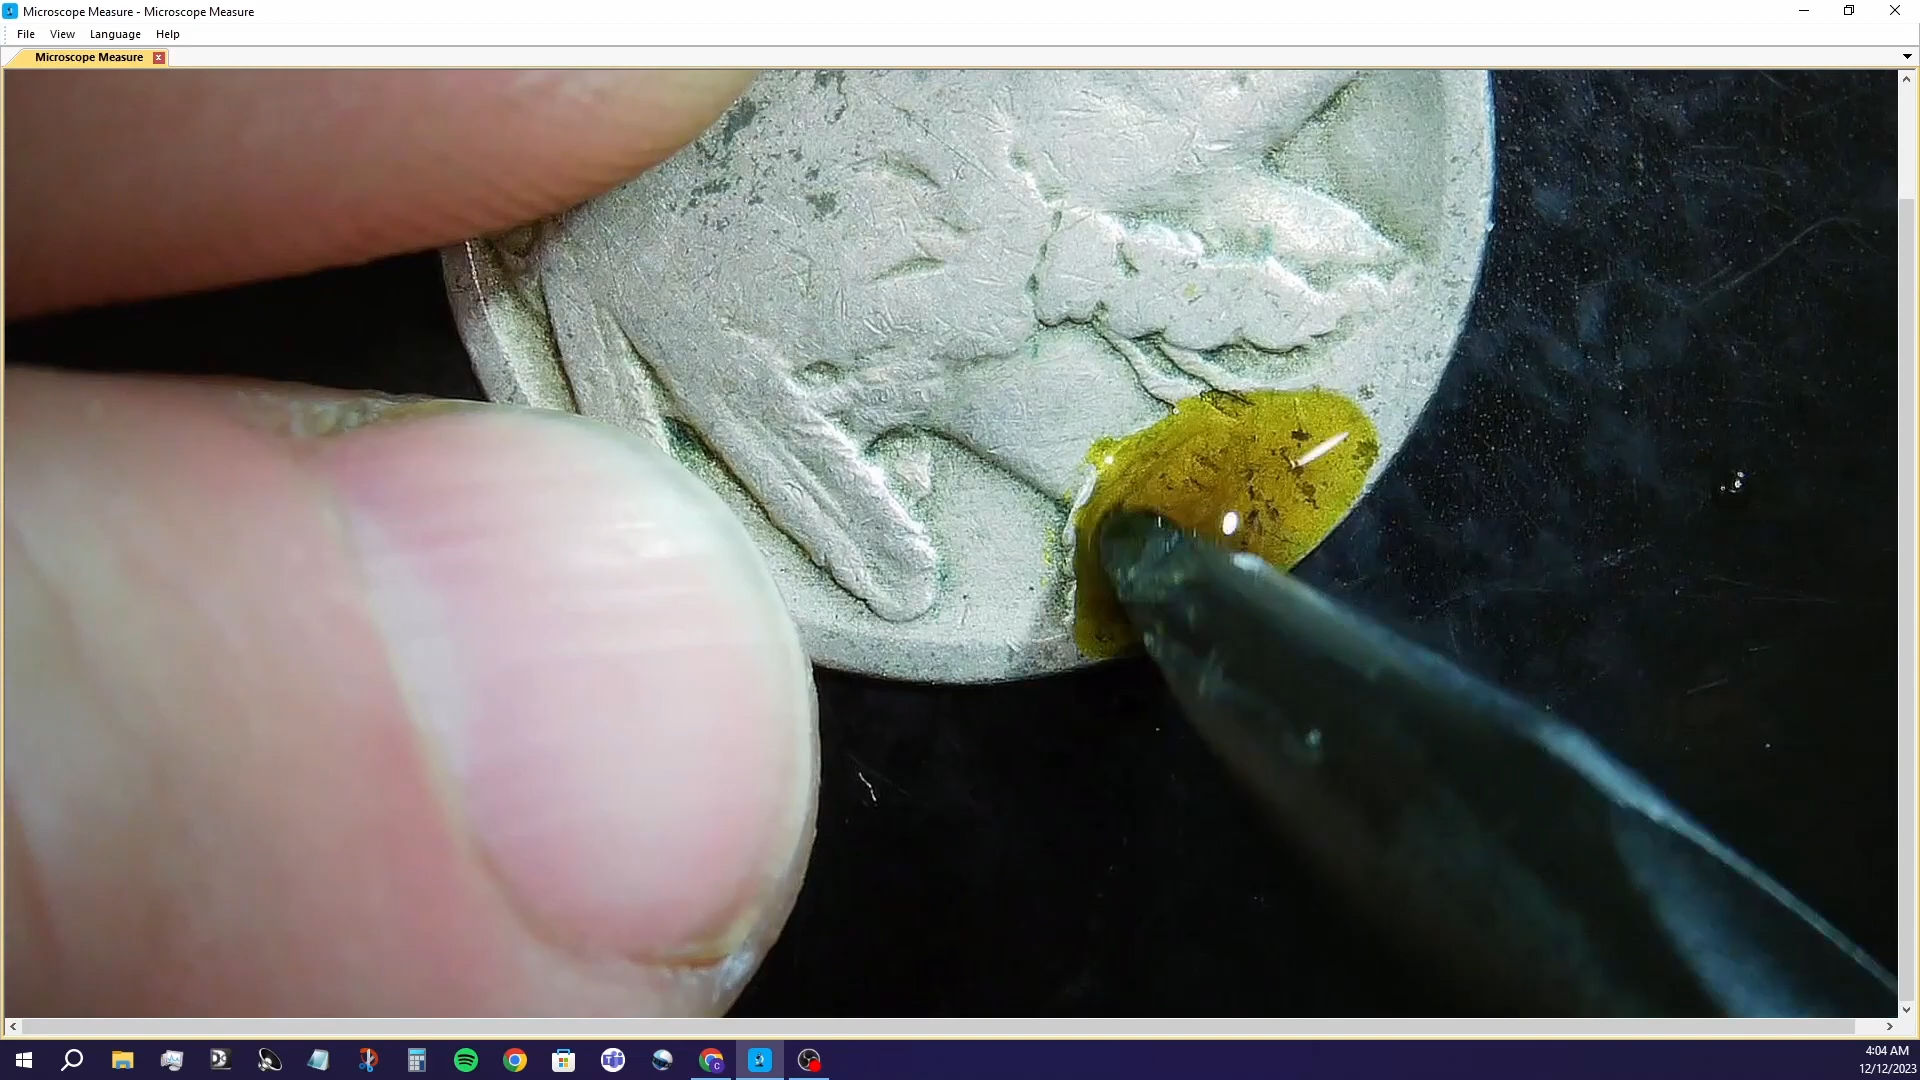 Microscope Measure - Microscope Measure
File View Language Help
Microscope Measure
4:04 AM
12/12/2023